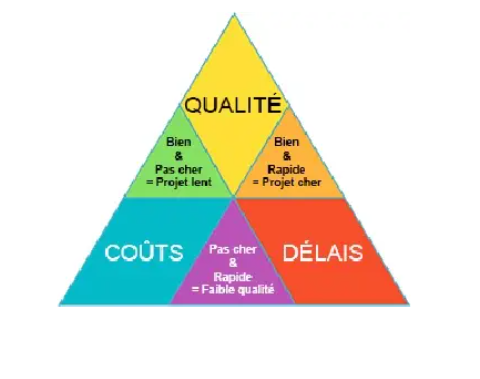 QUALITÉ
Bien
&
Pas cher
= Projet lent
Bien
&
Rapide
= Projet cher
COÛTS
Pas cher
&
Rapide
= Faible qualité
DÉLAIS